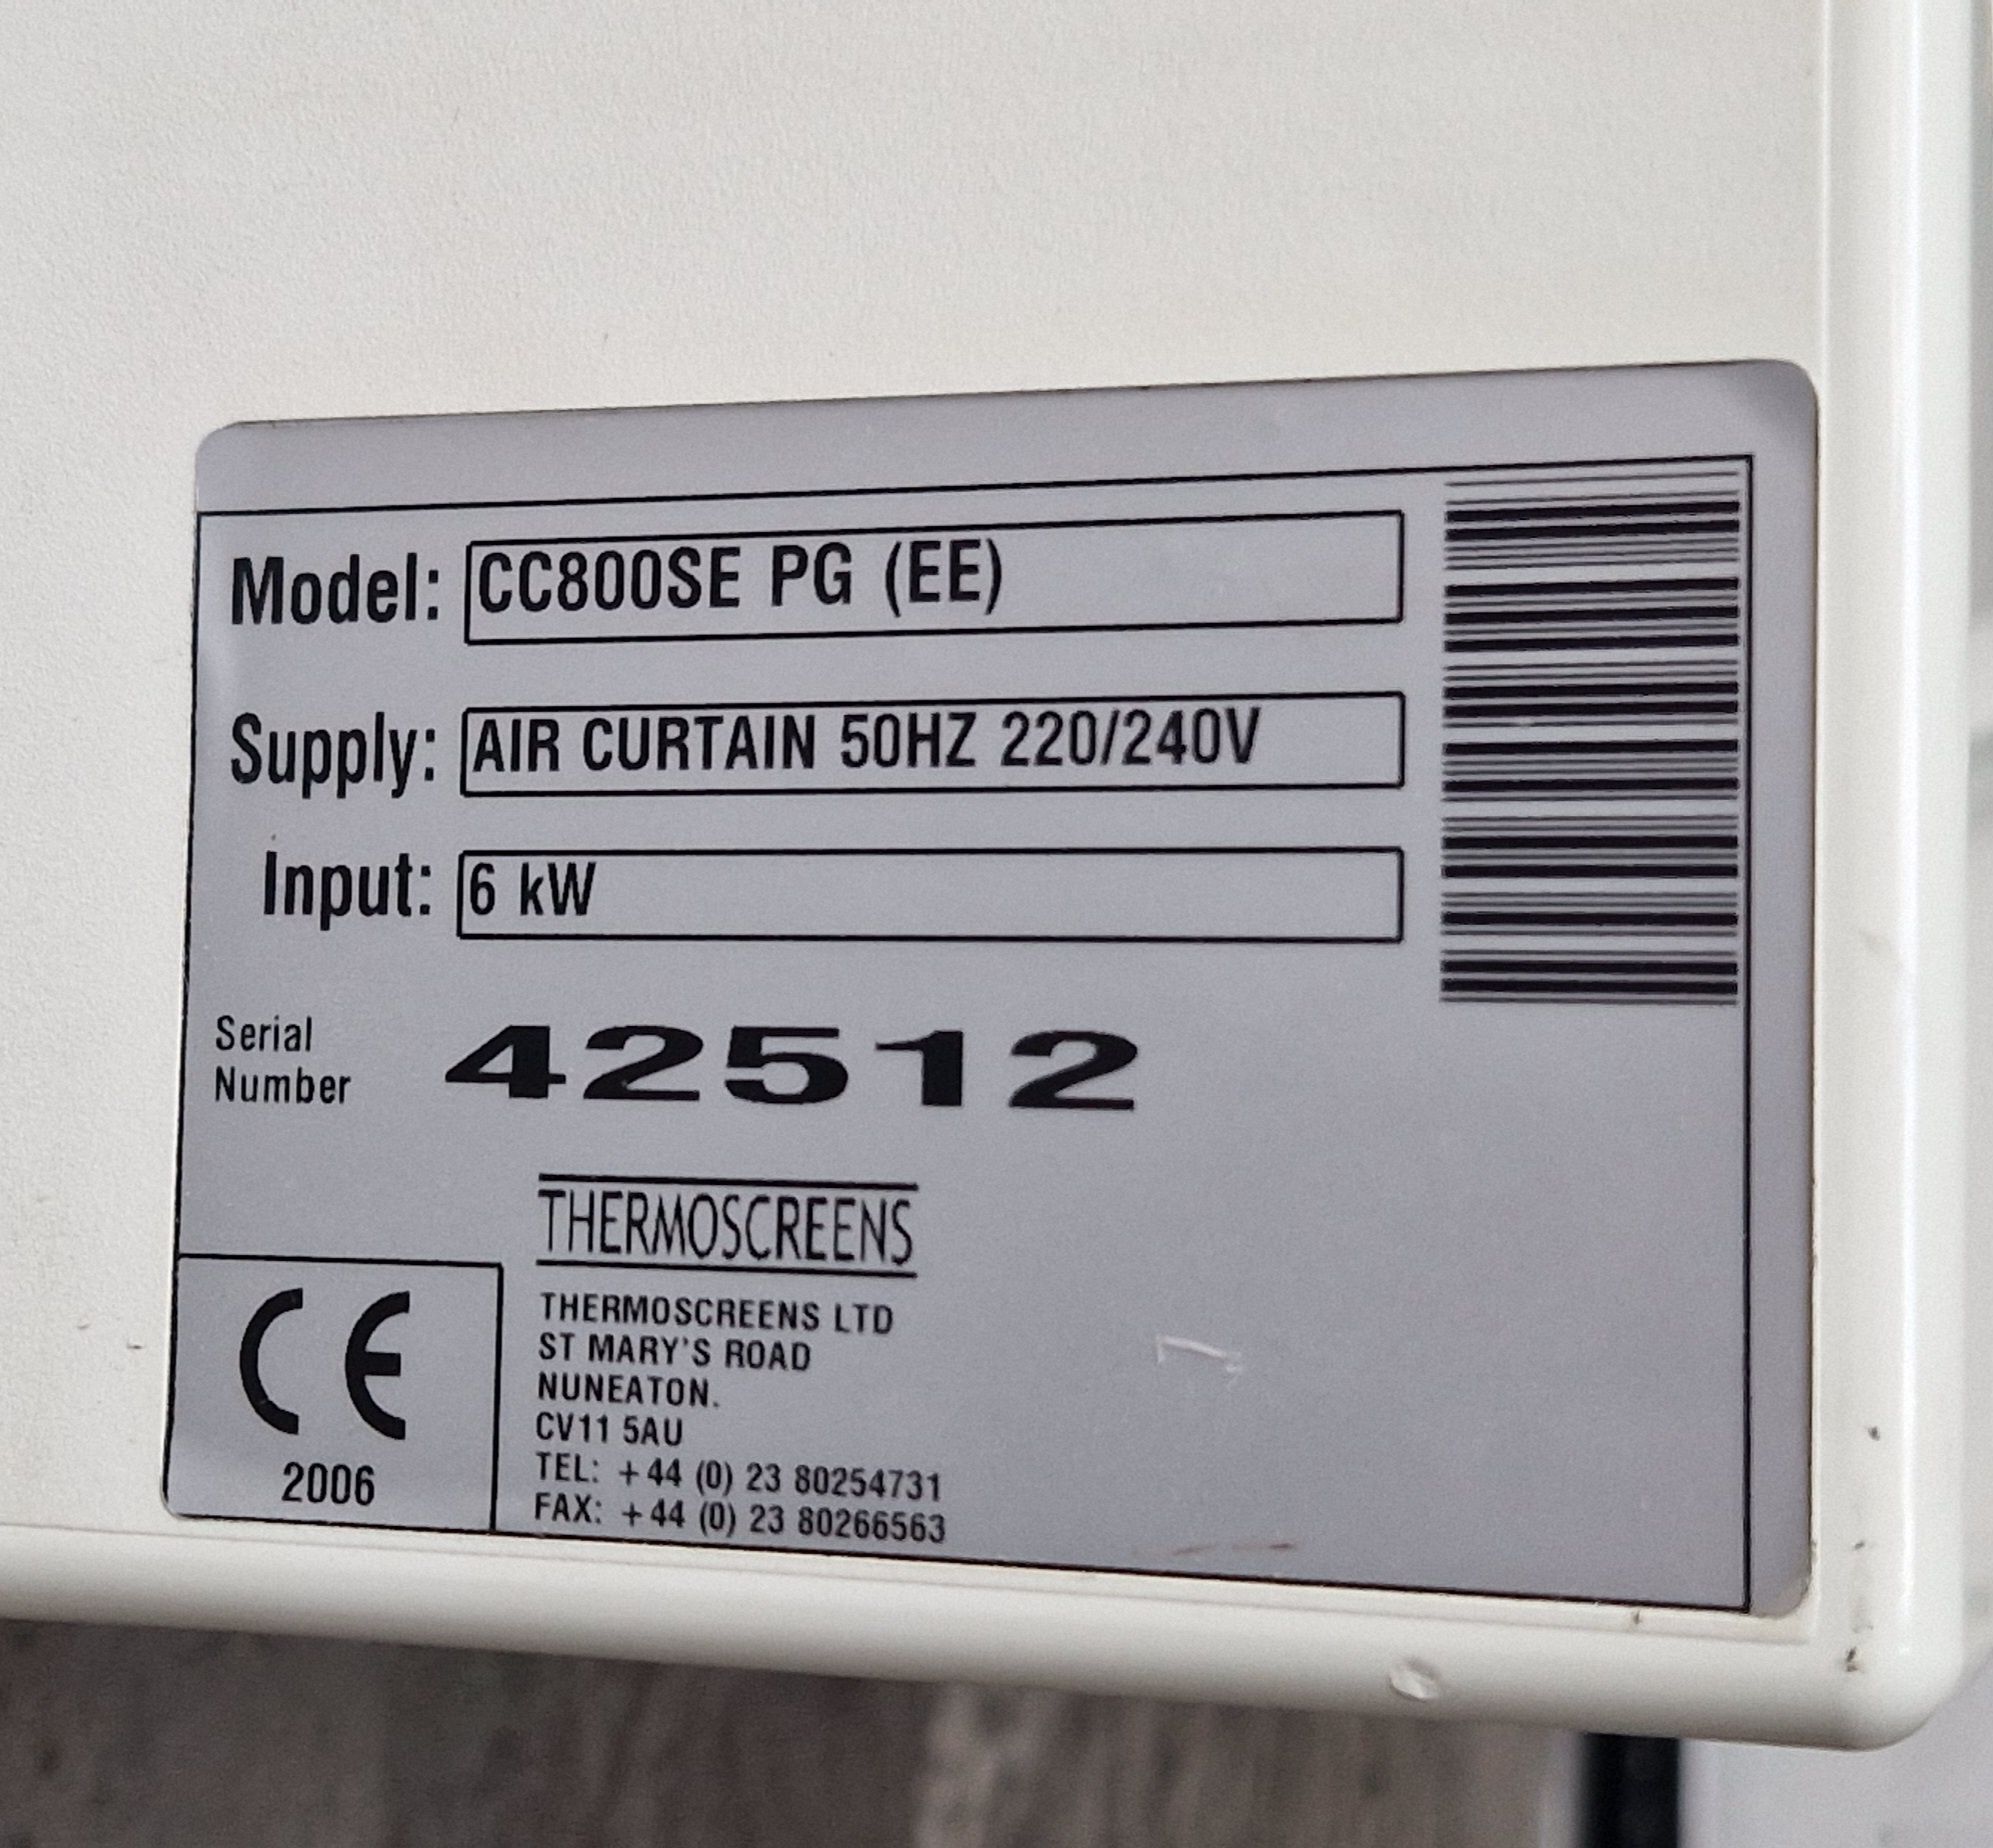 Model: CC800SE PG (EE)
Supply: AIR CURTAIN 50HZ 220/240V
Input: 6 kW
Serial
Number 42512
THERMOSCREENS
THERMOSCREENS LTD
ST MARY'S ROAD
NUNEATON.
CV11 5AU
TEL: +44 (0) 23 80254731
FAX: +44 (0) 23 80266563
CE
2006